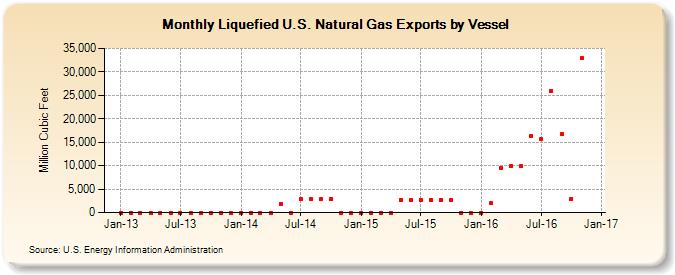 Monthly Liquefied U.S. Natural Gas Exports by Vessel
Million Cubic Feet
35,000
30,000
25,000
20,000
15,000
10,000
5,000
0
Jan-13 Jul-13 Jan-14 Jul-14 Jan-15 Jul-15 Jan-16 Jul-16 Jan-17
Source: U.S. Energy Information Administration